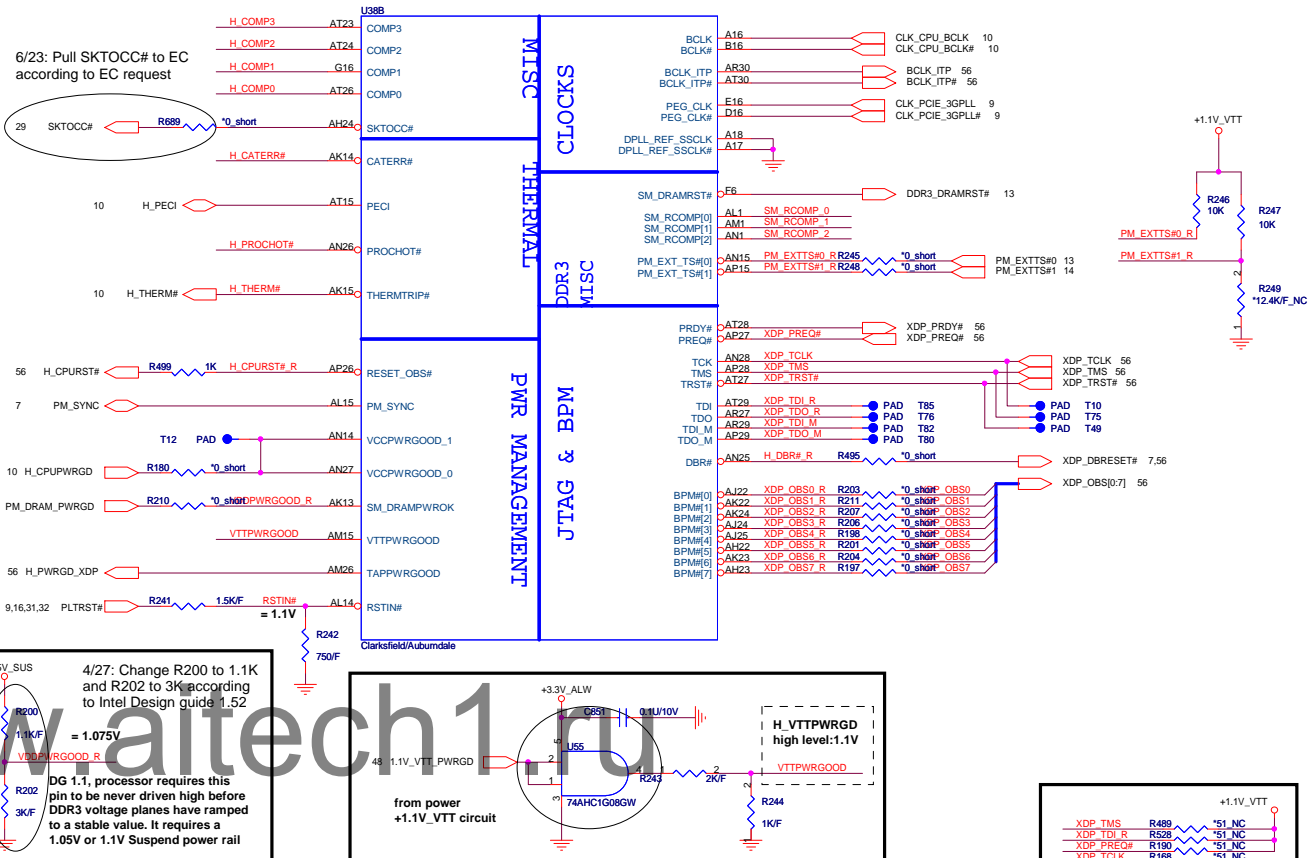 U38B
6/23: Pull SKTOCC# to EC
according to EC request
H_COMP3 AT23 COMP3
H_COMP2 AT24 COMP2
H_COMP1 G16 COMP1
H_COMP0 AT26 COMP0
29 SKTOCC# R689 *0_short AH24 SKTOCC#
H_CATERR# AK14 CATERR#
10 H_PECI AT15 PECI
H_PROCHOT# AN26 PROCHOT#
10 H_THERM# H_THERM# AK15 THERMTRIP#
56 H_CPURST# R499 1K H_CPURST#_R AP26 RESET_OBS#
7 PM_SYNC AL15 PM_SYNC
T12 PAD AN14 VCCPWRGOOD_1
10 H_CPUPWRGD R180 *0_short AN27 VCCPWRGOOD_0
PM_DRAM_PWRGD R210 *0_short VDDPWRGOOD_R AK13 SM_DRAMPWROK
VTTPWRGOOD AM15 VTTPWRGOOD
56 H_PWRGD_XDP AM26 TAPPWRGOOD
9,16,31,32 PLTRST# R241 1.5K/F RSTIN# AL14 RSTIN#
= 1.1V
R242
750/F
Clarksfield/Auburndale
MISC
THERMAL
PWR MANAGEMENT
CLOCKS
DDR3
MISC
JTAG & BPM
BCLK A16 CLK_CPU_BCLK 10
BCLK# B16 CLK_CPU_BCLK# 10
BCLK_ITP AR30 BCLK_ITP 56
BCLK_ITP# AT30 BCLK_ITP# 56
PEG_CLK E16 CLK_PCIE_3GPLL 9
PEG_CLK# D16 CLK_PCIE_3GPLL# 9
DPLL_REF_SSCLK A18
DPLL_REF_SSCLK# A17
SM_DRAMRST# F6 DDR3_DRAMRST# 13
SM_RCOMP[0] AL1 SM_RCOMP_0
SM_RCOMP[1] AM1 SM_RCOMP_1
SM_RCOMP[2] AN1 SM_RCOMP_2
PM_EXT_TS#[0] AN15 PM_EXTTS#0_R R245 *0_short PM_EXTTS#0 13
PM_EXT_TS#[1] AP15 PM_EXTTS#1_R R248 *0_short PM_EXTTS#1 14
PRDY# AT28 XDP_PRDY# 56
PREQ# AP27 XDP_PREQ# XDP_PREQ# 56
TCK AN28 XDP_TCLK XDP_TCLK 56
TMS AP28 XDP_TMS XDP_TMS 56
TRST# AT27 XDP_TRST# XDP_TRST# 56
TDI AT29 XDP_TDI_R PAD T85 PAD T10
TDO AR27 XDP_TDO_R PAD T76 PAD T75
TDI_M AR29 XDP_TDI_M PAD T82 PAD T49
TDO_M AP29 XDP_TDO_M PAD T80
DBR# AN25 H_DBR#_R R495 *0_short XDP_DBRESET# 7,56
XDP_OBS[0:7] 56
BPM#[0] AJ22 XDP_OBS0_R R203 *0_short XDP_OBS0
BPM#[1] AK22 XDP_OBS1_R R211 *0_short XDP_OBS1
BPM#[2] AK24 XDP_OBS2_R R207 *0_short XDP_OBS2
BPM#[3] AJ24 XDP_OBS3_R R206 *0_short XDP_OBS3
BPM#[4] AJ25 XDP_OBS4_R R198 *0_short XDP_OBS4
BPM#[5] AH22 XDP_OBS5_R R201 *0_short XDP_OBS5
BPM#[6] AK23 XDP_OBS6_R R204 *0_short XDP_OBS6
BPM#[7] AH23 XDP_OBS7_R R197 *0_short XDP_OBS7
+1.1V_VTT
R246
10K
R247
10K
PM_EXTTS#0_R
PM_EXTTS#1_R
2
R249
*12.4K/F_NC
1
5V_SUS
4/27: Change R200 to 1.1K
and R202 to 3K according
to Intel Design guide 1.52
R200
1.1K/F
= 1.075V
VDDPWRGOOD_R
R202
3K/F
DG 1.1, processor requires this
pin to be never driven high before
DDR3 voltage planes have ramped
to a stable value. It requires a
1.05V or 1.1V Suspend power rail
+3.3V_ALW
C851 0.1U/10V
5
U55
48 1.1V_VTT_PWRGD 2
1
4
3
74AHC1G08GW
1 R243 2
2K/F
VTTPWRGOOD
H_VTTPWRGD
high level:1.1V
2
R244
1K/F
1
from power
+1.1V_VTT circuit
+1.1V_VTT
XDP_TMS R489 *51_NC
XDP_TDI_R R528 *51_NC
XDP_PREQ# R190 *51_NC
XDP_TCLK R168 *51_NC
w.aitech1.ru